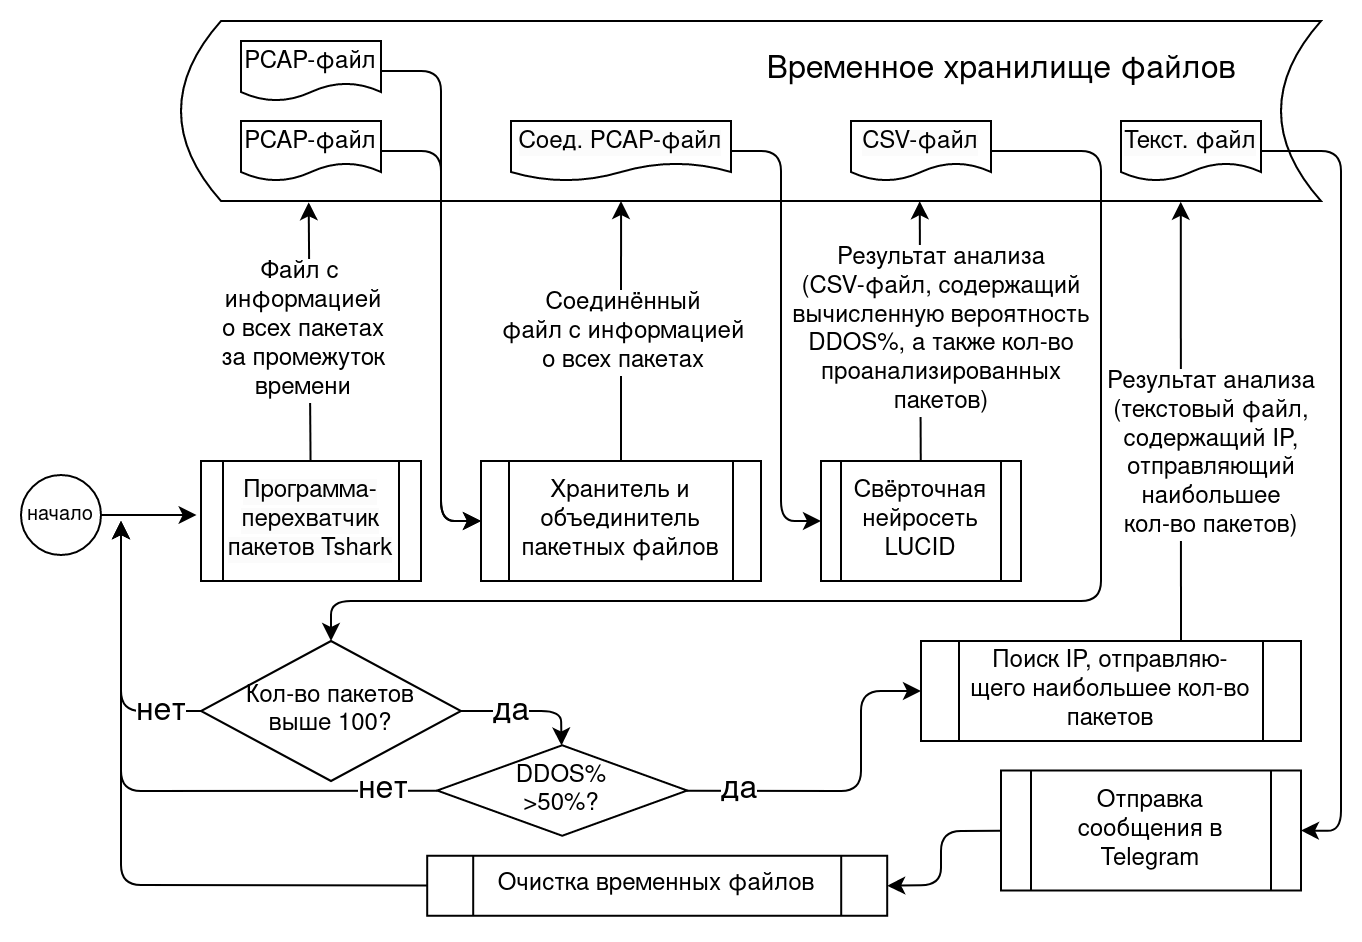 PCAP-файл
Временное хранилище файлов
PCAP-файл
Соед. PCAP-файл
CSV-файл
Текст. файл
Файл с
информацией
о всех пакетах
за промежуток
времени
Соединённый
файл с информацией
о всех пакетах
Результат анализа
(CSV-файл, содержащий
вычисленную вероятность
DDOS%, а также кол-во
проанализированных
пакетов)
Результат анализа
(текстовый файл,
содержащий IP,
отправляющий
наибольшее
кол-во пакетов)
начало
Программа-
перехватчик
пакетов Tshark
Хранитель и
объединитель
пакетных файлов
Свёрточная
нейросеть
LUCID
нет
Кол-во пакетов
выше 100?
да
нет
DDOS%
>50%?
да
Поиск IP, отправляю-
щего наибольшее кол-во
пакетов
Отправка
сообщения в
Telegram
Очистка временных файлов